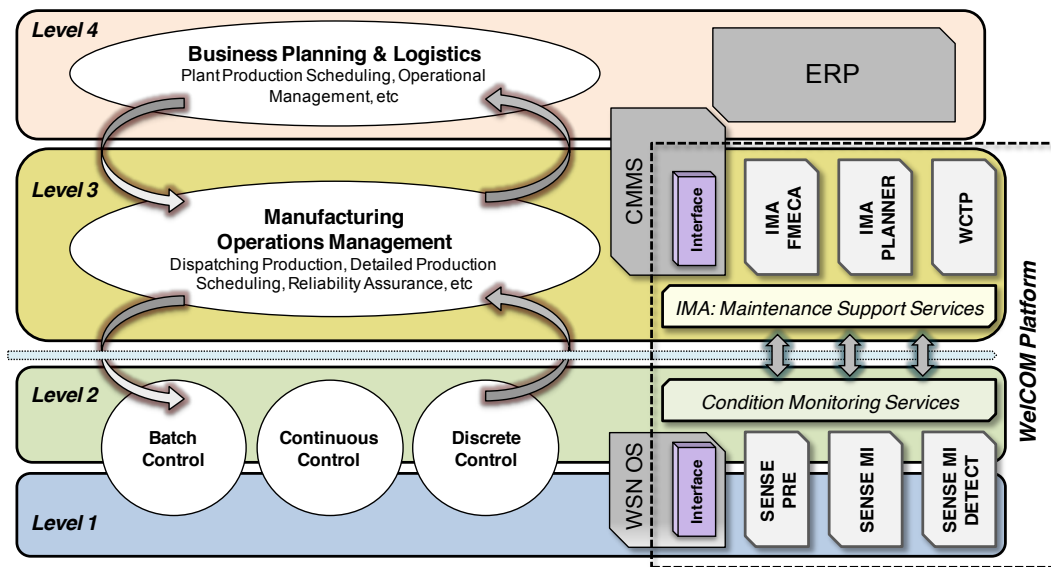 Level 4
Business Planning & Logistics
Plant Production Scheduling, Operational
Management, etc
ERP
Level 3
Manufacturing
Operations Management
Dispatching Production, Detailed Production
Scheduling, Reliability Assurance, etc
CMMS
Interface
IMA
FMECA
IMA
PLANNER
WCTP
IMA: Maintenance Support Services
WelCOM Platform
Level 2
Condition Monitoring Services
Batch
Control
Continuous
Control
Discrete
Control
WSN OS
Interface
SENSE
PRE
SENSE MI
SENSE MI
DETECT
Level 1